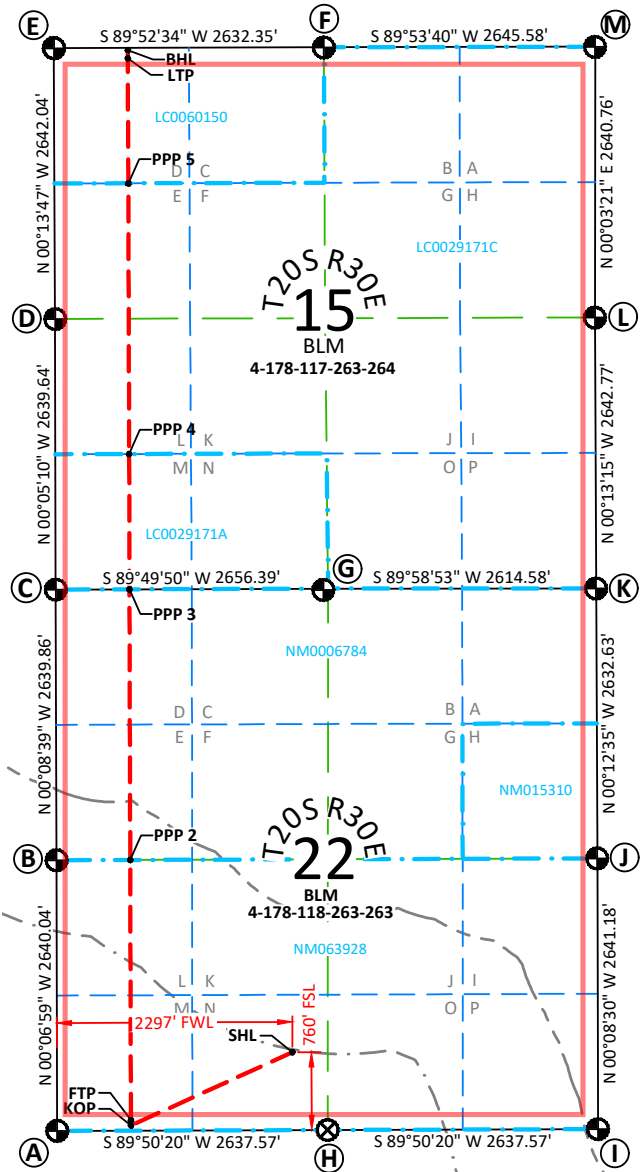 E
S 89°52'34" W 2632.35'
F
S 89°53'40" W 2645.58'
M
BHL
LTP
LC0060150
N 00°13'47" W 2642.04'
N 00°03'21" E 2640.76'
PPP 5
D C
E F
B A
G H
LC0029171C
T20S R30E
15
BLM
4-178-117-263-264
D
L
N 00°05'10" W 2639.64'
N 00°13'15" W 2642.77'
PPP 4
L K
M N
J I
O P
LC0029171A
C
S 89°49'50" W 2656.39'
G
S 89°58'53" W 2614.58'
K
PPP 3
NM0006784
N 00°08'39" W 2639.86'
N 00°12'35" W 2632.63'
D C
E F
B A
G H
NM015310
T20S R30E
22
BLM
4-178-118-263-263
B
PPP 2
J
NM063928
N 00°06'59" W 2640.04'
N 00°08'30" W 2641.18'
L K
M N
J I
O P
2297' FWL
760' FSL
SHL
FTP
KOP
A
S 89°50'20" W 2637.57'
H
S 89°50'20" W 2637.57'
I